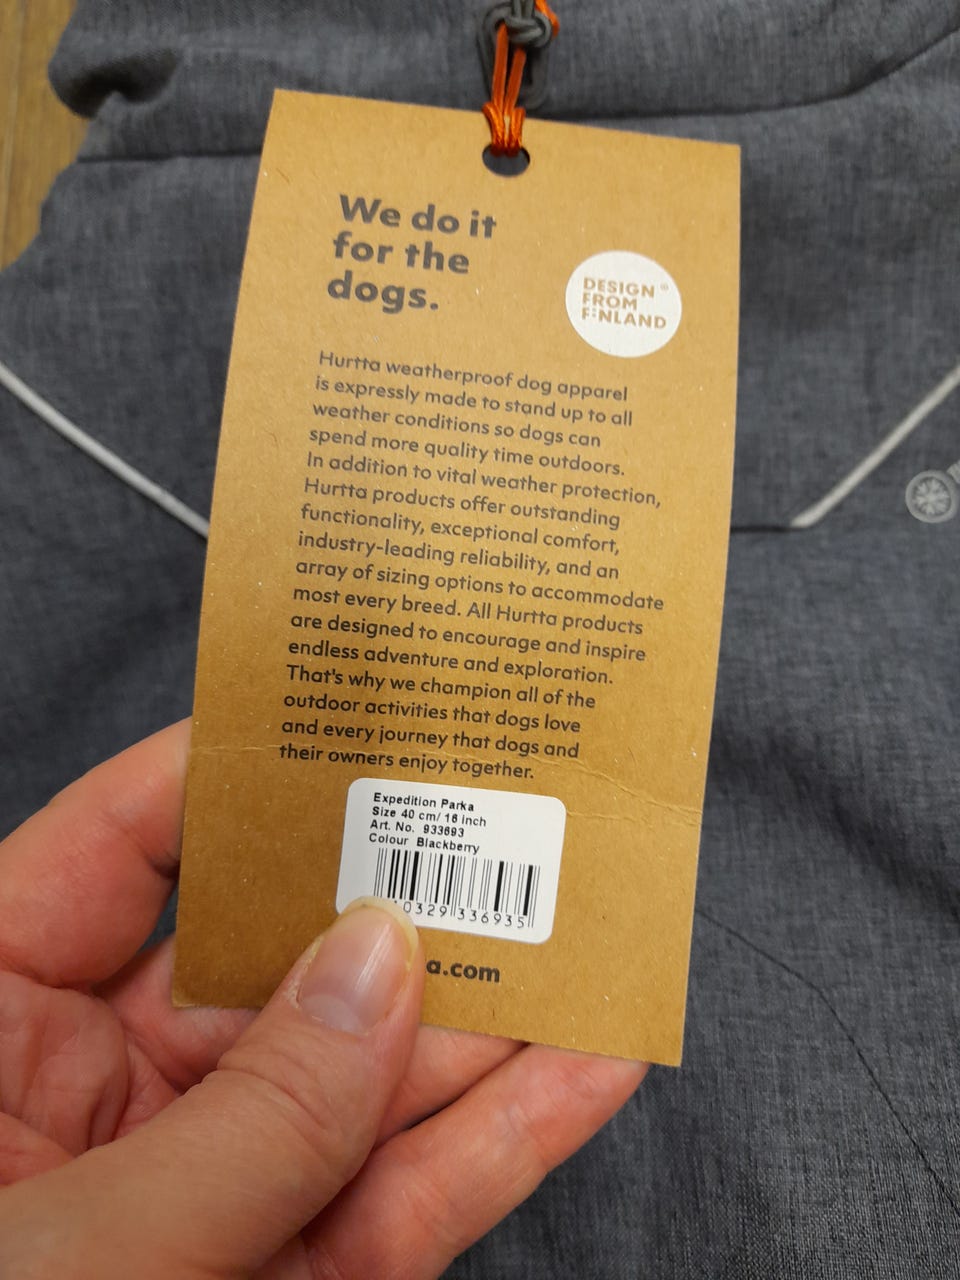 We do it
for the
dogs.
DESIGN ®
FROM
FINLAND
Hurtta weatherproof dog apparel
is expressly made to stand up to all
weather conditions so dogs can
spend more quality time outdoors.
In addition to vital weather protection,
Hurtta products offer outstanding
functionality, exceptional comfort,
industry-leading reliability, and an
array of sizing options to accommodate
most every breed. All Hurtta products
are designed to encourage and inspire
endless adventure and exploration.
That's why we champion all of the
outdoor activities that dogs love
and every journey that dogs and
their owners enjoy together.
Expedition Parka
Size 40 cm/ 16 inch
Art. No. 933693
Colour Blackberry
10329 336935
a.com